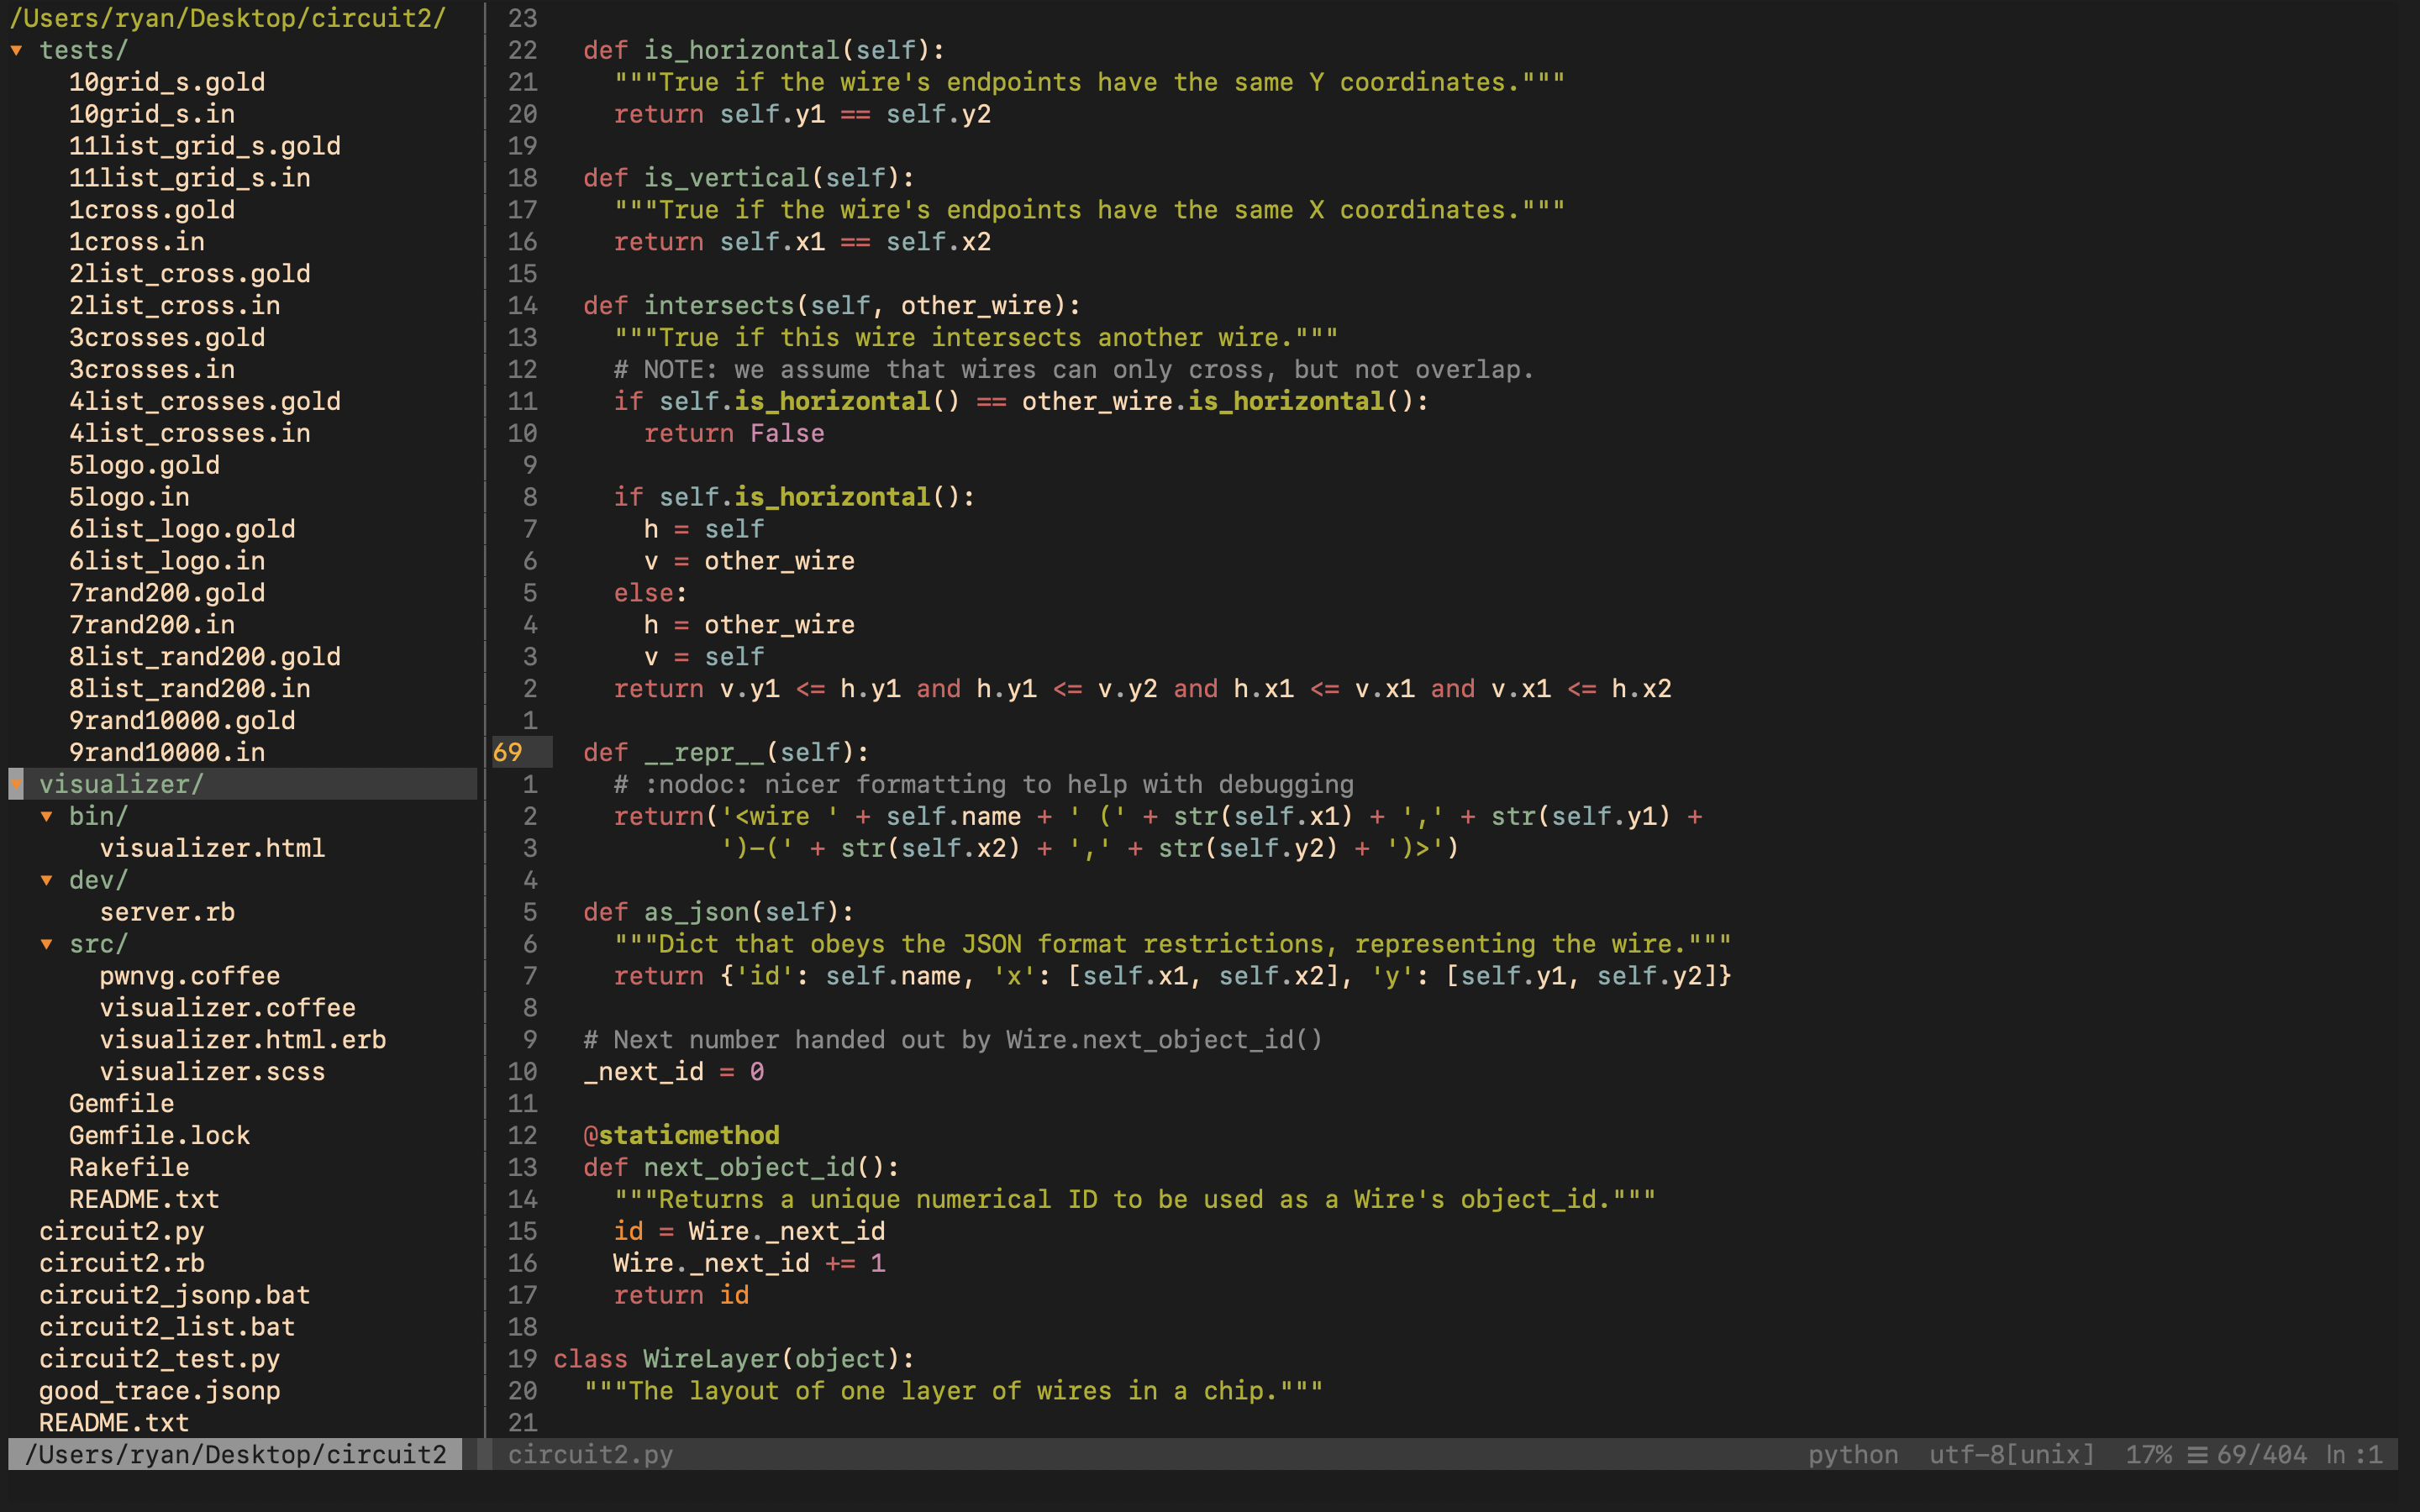 /Users/ryan/Desktop/circuit2/
▾ tests/
10grid_s.gold
10grid_s.in
11list_grid_s.gold
11list_grid_s.in
1cross.gold
1cross.in
2list_cross.gold
2list_cross.in
3crosses.gold
3crosses.in
4list_crosses.gold
4list_crosses.in
5logo.gold
5logo.in
6list_logo.gold
6list_logo.in
7rand200.gold
7rand200.in
8list_rand200.gold
8list_rand200.in
9rand10000.gold
9rand10000.in
▾ visualizer/
▾ bin/
visualizer.html
▾ dev/
server.rb
▾ src/
pwnvg.coffee
visualizer.coffee
visualizer.html.erb
visualizer.scss
Gemfile
Gemfile.lock
Rakefile
README.txt
circuit2.py
circuit2.rb
circuit2_jsonp.bat
circuit2_list.bat
circuit2_test.py
good_trace.jsonp
README.txt
/Users/ryan/Desktop/circuit2
23
22   def is_horizontal(self):
21     """True if the wire's endpoints have the same Y coordinates."""
20     return self.y1 == self.y2
19
18   def is_vertical(self):
17     """True if the wire's endpoints have the same X coordinates."""
16     return self.x1 == self.x2
15
14   def intersects(self, other_wire):
13     """True if this wire intersects another wire."""
12     # NOTE: we assume that wires can only cross, but not overlap.
11     if self.is_horizontal() == other_wire.is_horizontal():
10       return False
9
8     if self.is_horizontal():
7       h = self
6       v = other_wire
5     else:
4       h = other_wire
3       v = self
2     return v.y1 <= h.y1 and h.y1 <= v.y2 and h.x1 <= v.x1 and v.x1 <= h.x2
1
69   def __repr__(self):
1     # :nodoc: nicer formatting to help with debugging
2     return('<wire ' + self.name + ' (' + str(self.x1) + ',' + str(self.y1) +
3            ')-(' + str(self.x2) + ',' + str(self.y2) + ')>')
4
5   def as_json(self):
6     """Dict that obeys the JSON format restrictions, representing the wire."""
7     return {'id': self.name, 'x': [self.x1, self.x2], 'y': [self.y1, self.y2]}
8
9   # Next number handed out by Wire.next_object_id()
10   _next_id = 0
11
12   @staticmethod
13   def next_object_id():
14     """Returns a unique numerical ID to be used as a Wire's object_id."""
15     id = Wire._next_id
16     Wire._next_id += 1
17     return id
18
19 class WireLayer(object):
20   """The layout of one layer of wires in a chip."""
21
circuit2.py   python   utf-8[unix]   17% ☰ 69/404 ㏑ :1